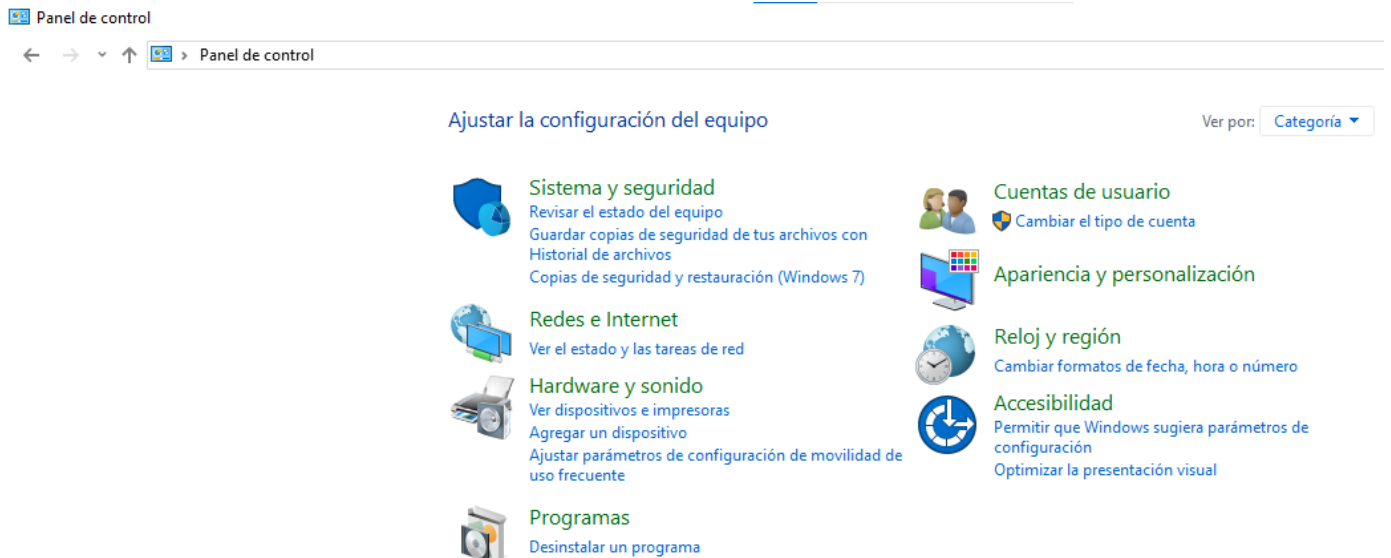 Panel de control
Panel de control
Ajustar la configuración del equipo
Ver por: Categoría
Sistema y seguridad
Revisar el estado del equipo
Guardar copias de seguridad de tus archivos con
Historial de archivos
Copias de seguridad y restauración (Windows 7)
Redes e Internet
Ver el estado y las tareas de red
Hardware y sonido
Ver dispositivos e impresoras
Agregar un dispositivo
Ajustar parámetros de configuración de movilidad de
uso frecuente
Programas
Desinstalar un programa
Cuentas de usuario
Cambiar el tipo de cuenta
Apariencia y personalización
Reloj y región
Cambiar formatos de fecha, hora o número
Accesibilidad
Permitir que Windows sugiera parámetros de
configuración
Optimizar la presentación visual